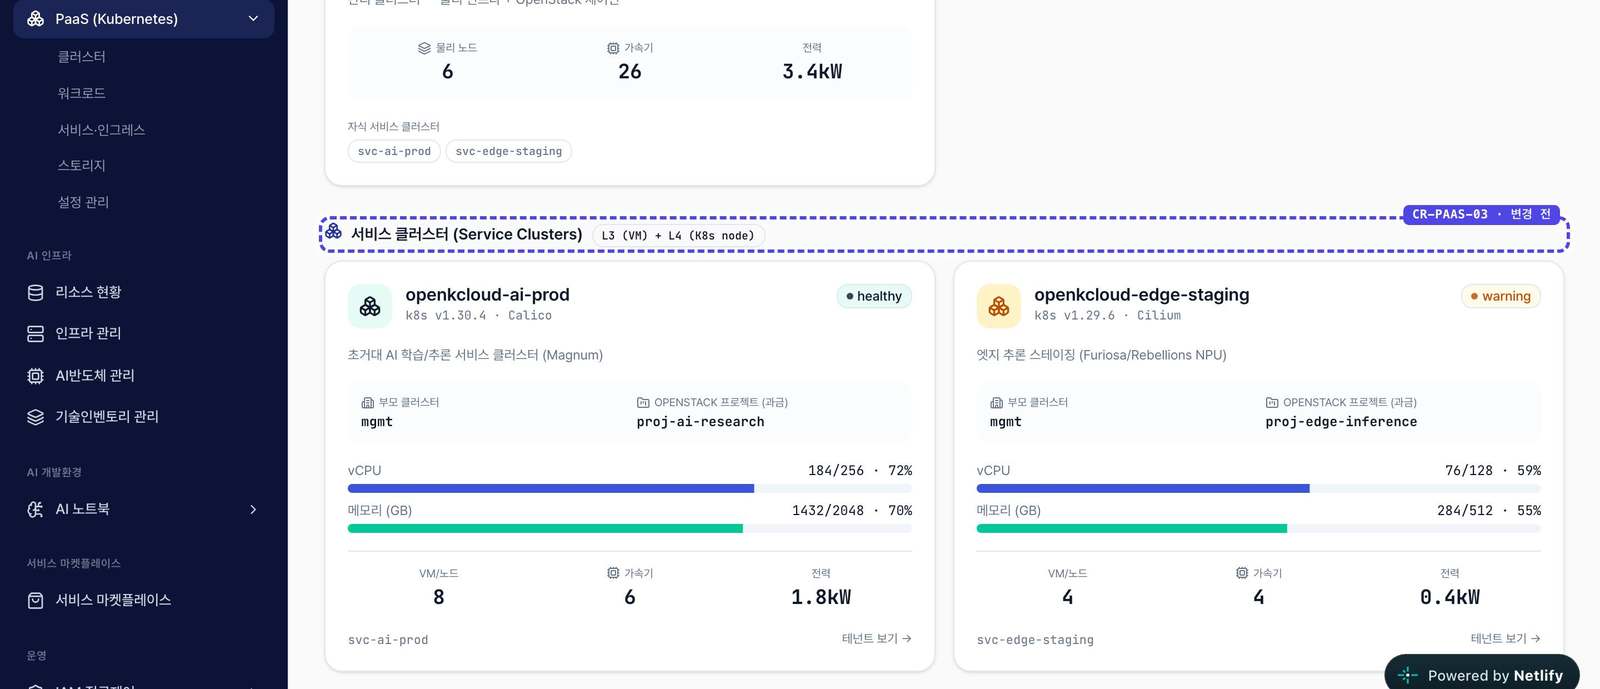 PaaS (Kubernetes)
클러스터
워크로드
서비스·인그레스
스토리지
설정 관리
AI 인프라
리소스 현황
인프라 관리
AI반도체 관리
기술인벤토리 관리
AI 개발환경
AI 노트북
서비스 마켓플레이스
서비스 마켓플레이스
운영
물리 노드
6
가속기
26
전력
3.4kW
자식 서비스 클러스터
svc-ai-prod
svc-edge-staging
CR-PAAS-03 · 변경 전
서비스 클러스터 (Service Clusters)
L3 (VM) + L4 (K8s node)
openkcloud-ai-prod
healthy
k8s v1.30.4 · Calico
초거대 AI 학습/추론 서비스 클러스터 (Magnum)
부모 클러스터
mgmt
OPENSTACK 프로젝트 (과금)
proj-ai-research
vCPU
184/256 · 72%
메모리 (GB)
1432/2048 · 70%
VM/노드
8
가속기
6
전력
1.8kW
svc-ai-prod
테넌트 보기 →
openkcloud-edge-staging
warning
k8s v1.29.6 · Cilium
엣지 추론 스테이징 (Furiosa/Rebellions NPU)
부모 클러스터
mgmt
OPENSTACK 프로젝트 (과금)
proj-edge-inference
vCPU
76/128 · 59%
메모리 (GB)
284/512 · 55%
VM/노드
4
가속기
4
전력
0.4kW
svc-edge-staging
테넌트 보기 →
Powered by Netlify